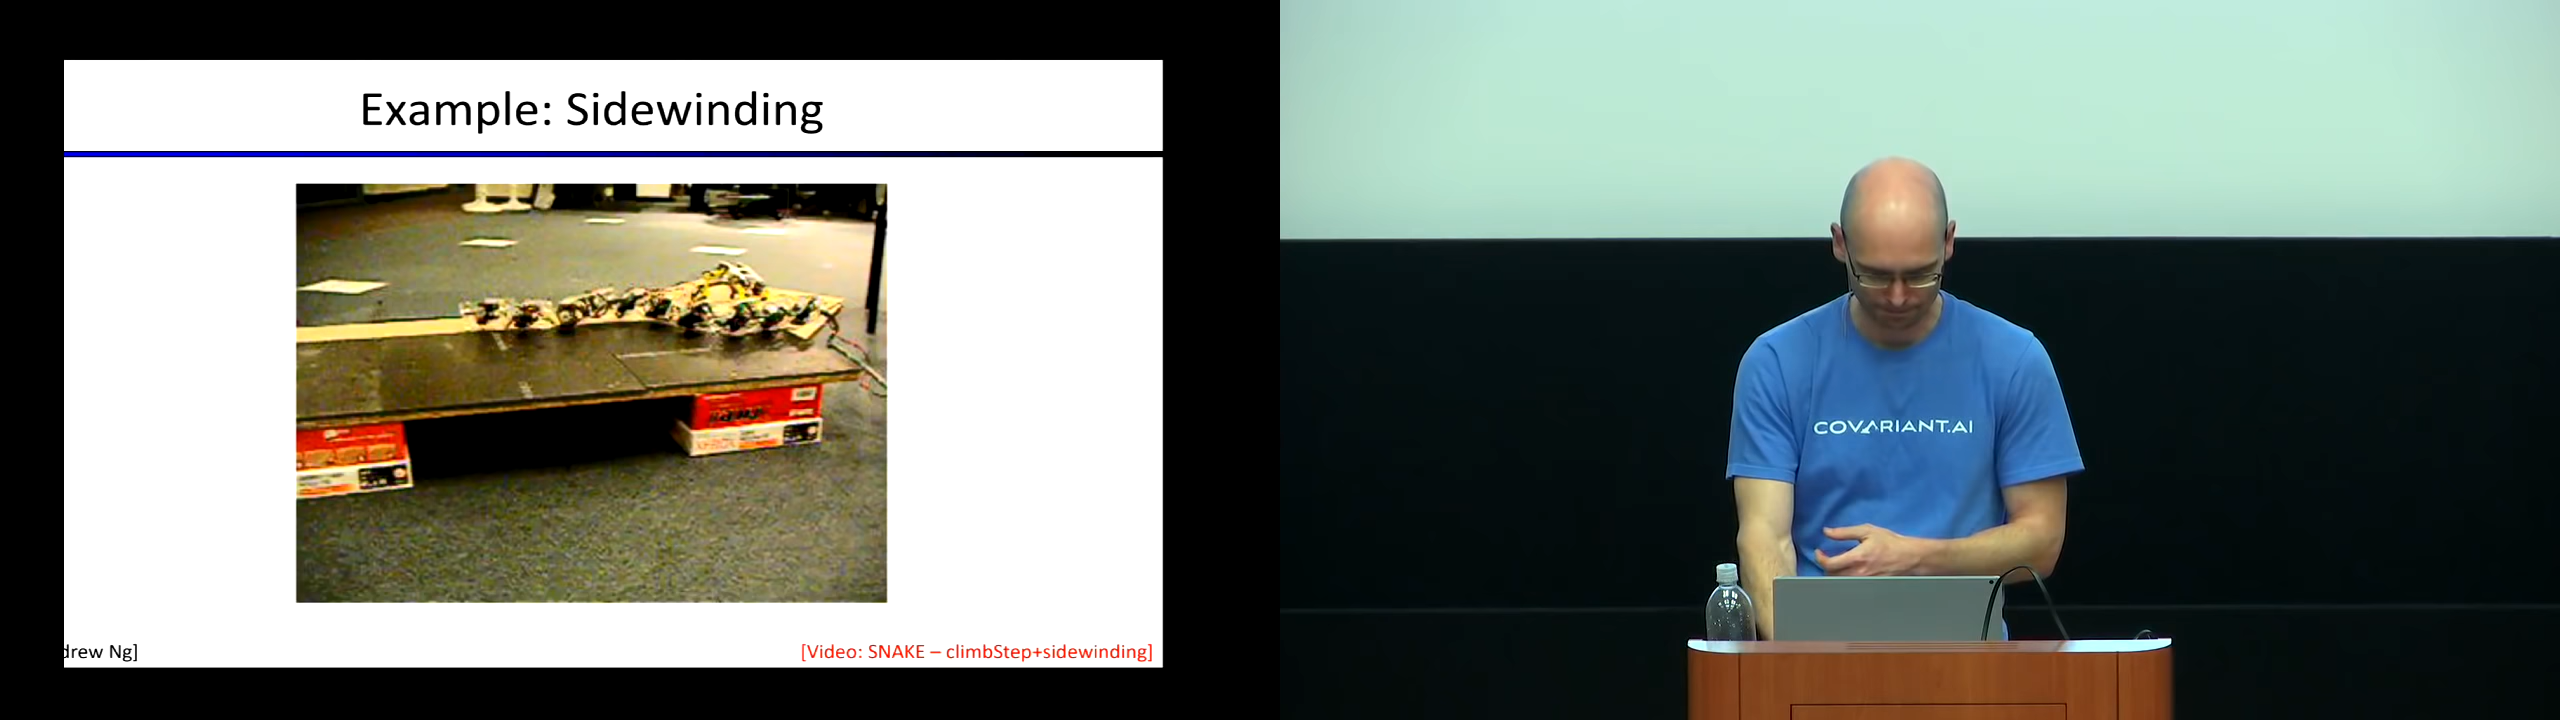 Example: Sidewinding
drew Ng]
[Video: SNAKE – climbStep+sidewinding]
COVARIANT.AI